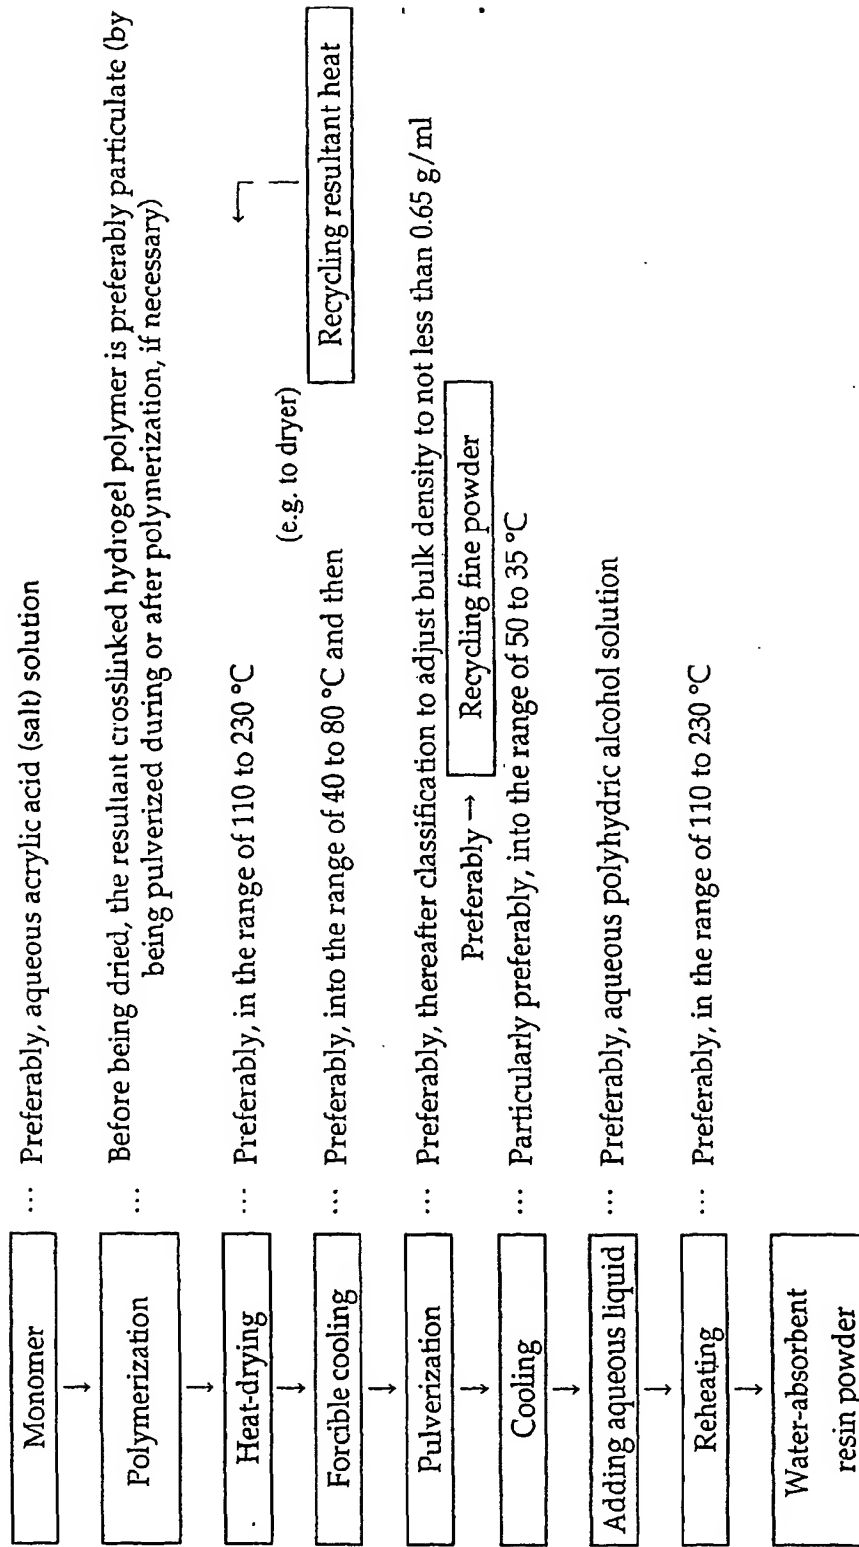 Monomer
↓
Polymerization
↓
Heat-drying
↓
Forcible cooling
↓
Pulverization
↓
Cooling
↓
Adding aqueous liquid
↓
Reheating
↓
Water-absorbent
resin powder
··· Preferably, aqueous acrylic acid (salt) solution
··· Before being dried, the resultant crosslinked hydrogel polymer is preferably particulate (by
being pulverized during or after polymerization, if necessary)
··· Preferably, in the range of 110 to 230 °C
(e.g. to dryer)
Recycling resultant heat
··· Preferably, into the range of 40 to 80 °C and then
··· Preferably, thereafter classification to adjust bulk density to not less than 0.65 g/ml
Preferably → Recycling fine powder
··· Particularly preferably, into the range of 50 to 35 °C
··· Preferably, aqueous polyhydric alcohol solution
··· Preferably, in the range of 110 to 230 °C